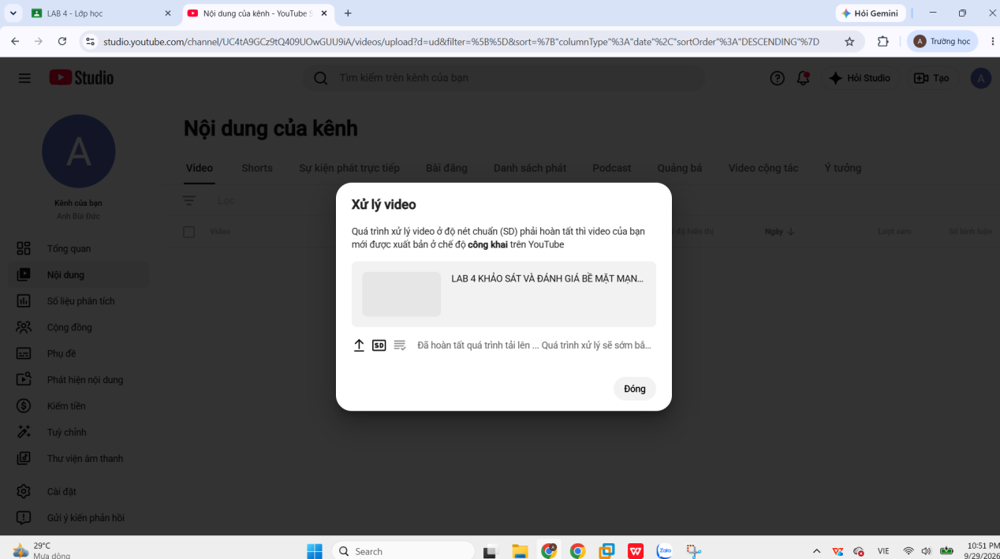 LAB 4 - Lớp học
Nội dung của kênh - YouTube S
Hỏi Gemini
studio.youtube.com/channel/UC4tA9GCz9tQ409UOwGUU9iA/videos/upload?d=ud&filter=%5B%5D&sort=%7B"columnType"%3A"date"%2C"sortOrder"%3A"DESCENDING"%7D
A Trường học
Studio
Tìm kiếm trên kênh của bạn
Hỏi Studio
Tạo
A
A
Kênh của bạn
Anh Bùi Đức
Tổng quan
Nội dung
Số liệu phân tích
Cộng đồng
Phụ đề
Phát hiện nội dung
Kiếm tiền
Tuỳ chỉnh
Thư viện âm thanh
Cài đặt
Gửi ý kiến phản hồi
Nội dung của kênh
Video Shorts Sự kiện phát trực tiếp Bài đăng Danh sách phát Podcast Quảng bá Video cộng tác Ý tưởng
Lọc
Video độ hiển thị Ngày Lượt xem Số bình luận
Xử lý video
Quá trình xử lý video ở độ nét chuẩn (SD) phải hoàn tất thì video của bạn
mới được xuất bản ở chế độ công khai trên YouTube
LAB 4 KHẢO SÁT VÀ ĐÁNH GIÁ BỀ MẶT MẠN...
SD Đã hoàn tất quá trình tải lên ... Quá trình xử lý sẽ sớm bắ...
Đóng
29°C
Mưa dông
Search
Zalo
VIE
10:51 PM
9/29/2026